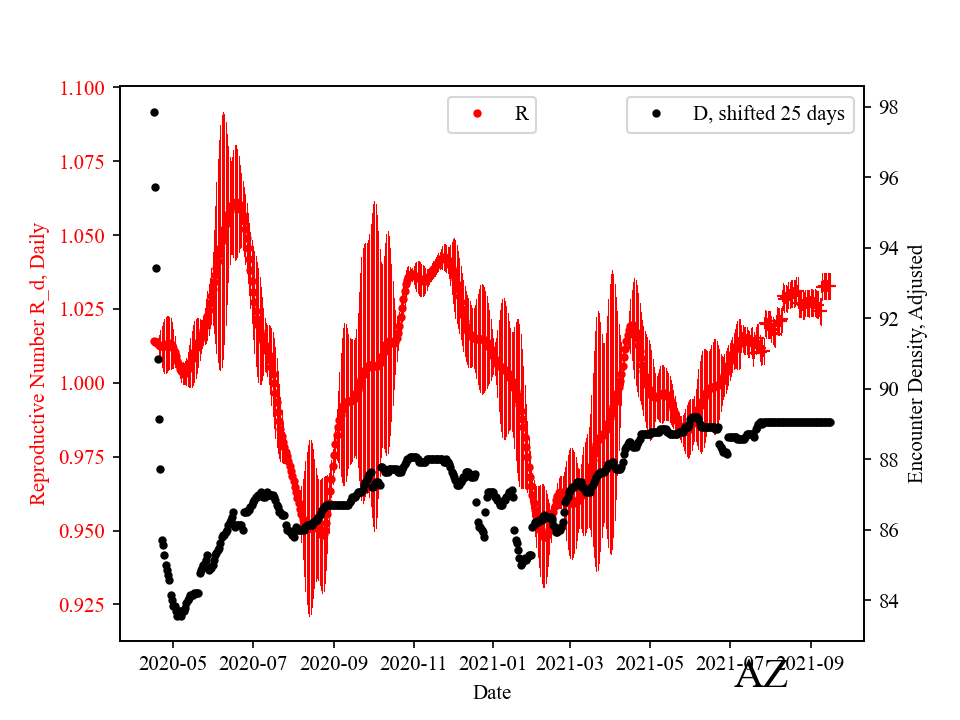 R
D, shifted 25 days
Reproductive Number R_d, Daily
1.100
1.075
1.050
1.025
1.000
0.975
0.950
0.925
98
96
94
92
90
88
86
84
Encounter Density, Adjusted
2020-05 2020-07 2020-09 2020-11 2021-01 2021-03 2021-05 2021-07 2021-09
Date
AZ